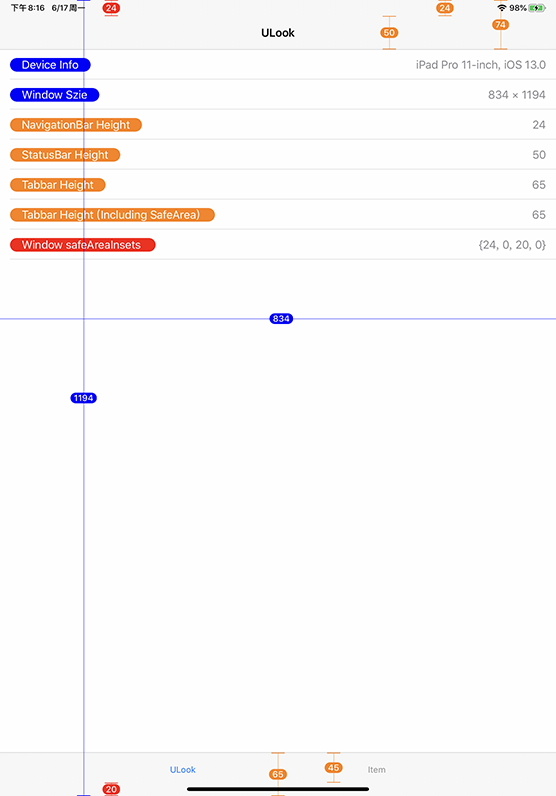 下午8:16 6/17周一 24 24 98%
74
ULook 50
Device Info iPad Pro 11-inch, iOS 13.0
Window Szie 834 × 1194
NavigationBar Height 24
StatusBar Height 50
Tabbar Height 65
Tabbar Height (Including SafeArea) 65
Window safeAreaInsets {24, 0, 20, 0}
834
1194
ULook 65 45 Item
20